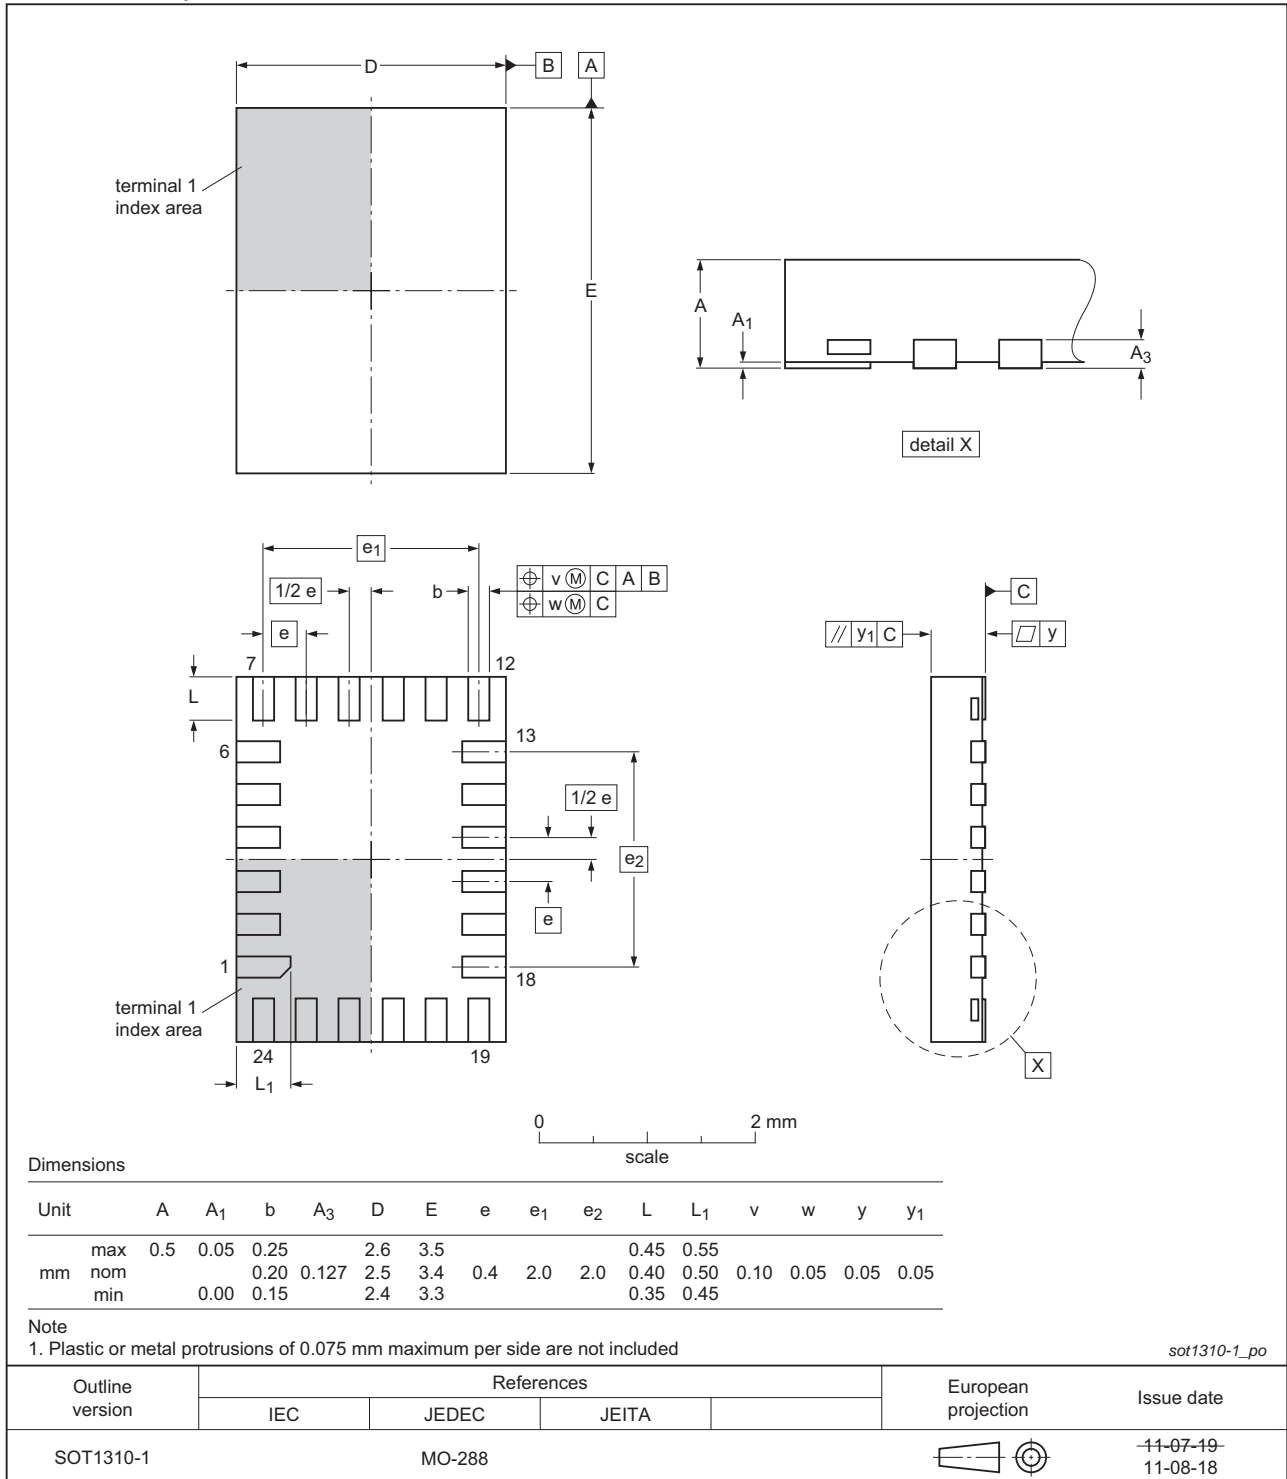 D
B
A
terminal 1
index area
E
A
A1
A3
detail X
e1
1/2 e
b
v M C A B
w M C
e
7
12
L
6
13
1/2 e
e2
e
1
18
terminal 1
index area
24
19
L1
C
// y1 C
y
X
0
2 mm
scale
Dimensions
Unit A A1 b A3 D E e e1 e2 L L1 v w y y1
max 0.5 0.05 0.25 2.6 3.5 0.45 0.55
mm nom 0.20 0.127 2.5 3.4 0.4 2.0 2.0 0.40 0.50 0.10 0.05 0.05 0.05
min 0.00 0.15 2.4 3.3 0.35 0.45
Note
1. Plastic or metal protrusions of 0.075 mm maximum per side are not included
sot1310-1_po
Outline
version
References
IEC
JEDEC
JEITA
European
projection
Issue date
SOT1310-1
MO-288
11-07-19
11-08-18